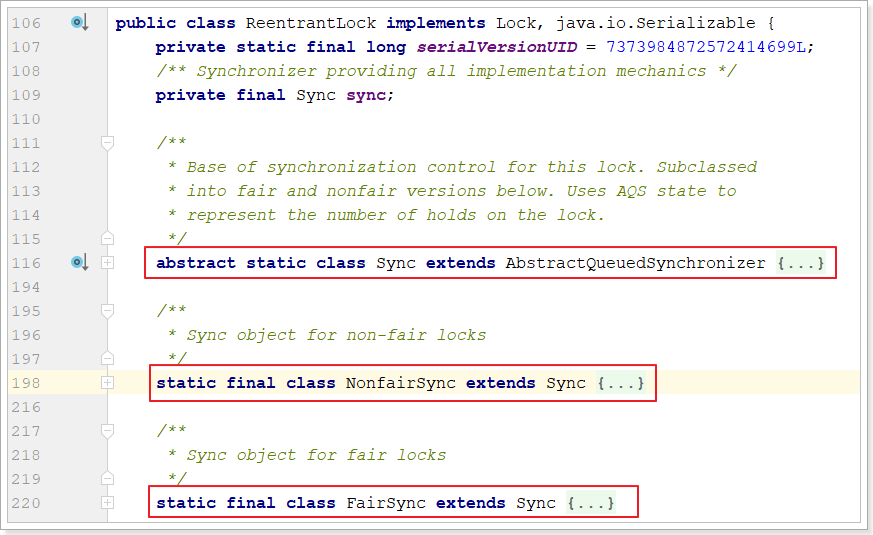 106 public class ReentrantLock implements Lock, java.io.Serializable {
107 private static final long serialVersionUID = 7373984872572414699L;
108 /** Synchronizer providing all implementation mechanics */
109 private final Sync sync;
110
111 /**
112 * Base of synchronization control for this lock. Subclassed
113 * into fair and nonfair versions below. Uses AQS state to
114 * represent the number of holds on the lock.
115 */
116 abstract static class Sync extends AbstractQueuedSynchronizer {...}
194
195 /**
196 * Sync object for non-fair locks
197 */
198 static final class NonfairSync extends Sync {...}
216
217 /**
218 * Sync object for fair locks
219 */
220 static final class FairSync extends Sync {...}